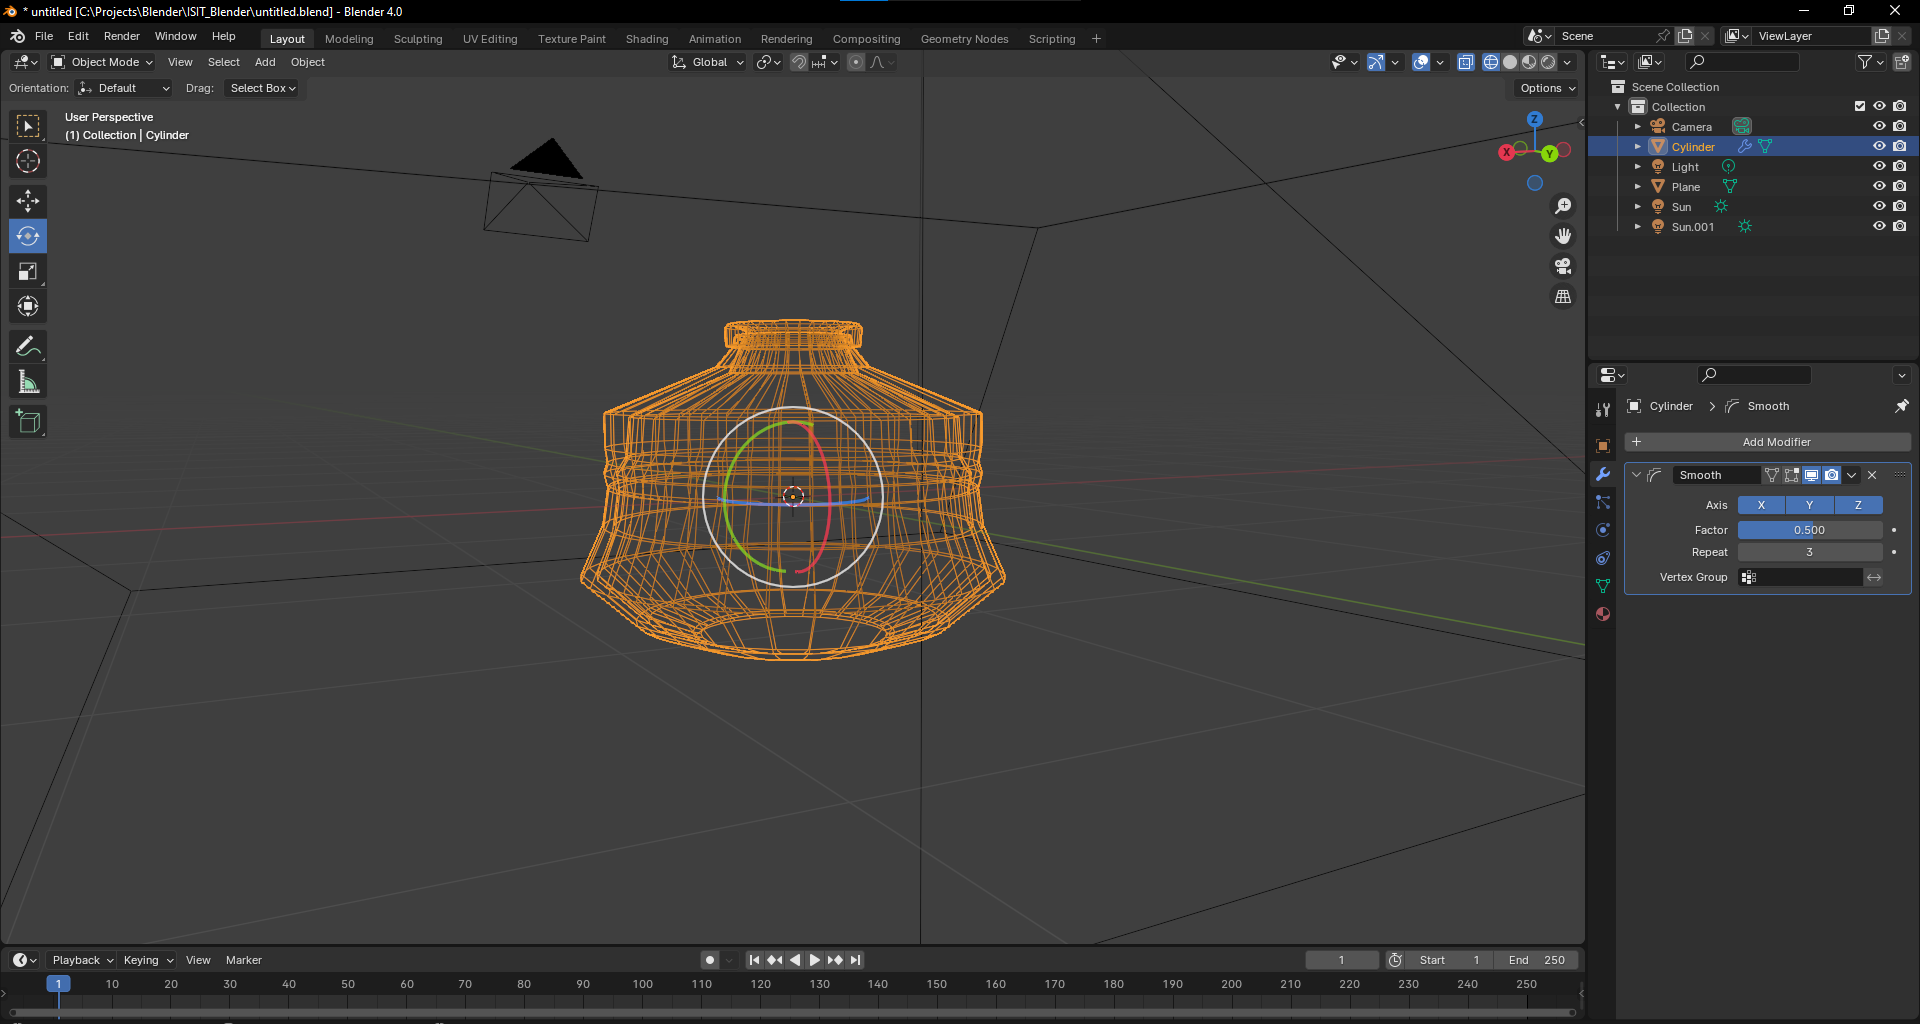 * untitled [C:\Projects\Blender\ISIT_Blender\untitled.blend] - Blender 4.0
File Edit Render Window Help Layout Modeling Sculpting UV Editing Texture Paint Shading Animation Rendering Compositing Geometry Nodes Scripting + Scene ViewLayer
Object Mode View Select Add Object Global
Orientation: Default Drag: Select Box Options
User Perspective
(1) Collection | Cylinder
Z
X Y
Scene Collection
Collection
Camera
Cylinder
Light
Plane
Sun
Sun.001
Cylinder > Smooth
+ Add Modifier
Smooth
Axis X Y Z
Factor 0.500
Repeat 3
Vertex Group
Playback Keying View Marker 1 Start 1 End 250
1 10 20 30 40 50 60 70 80 90 100 110 120 130 140 150 160 170 180 190 200 210 220 230 240 250